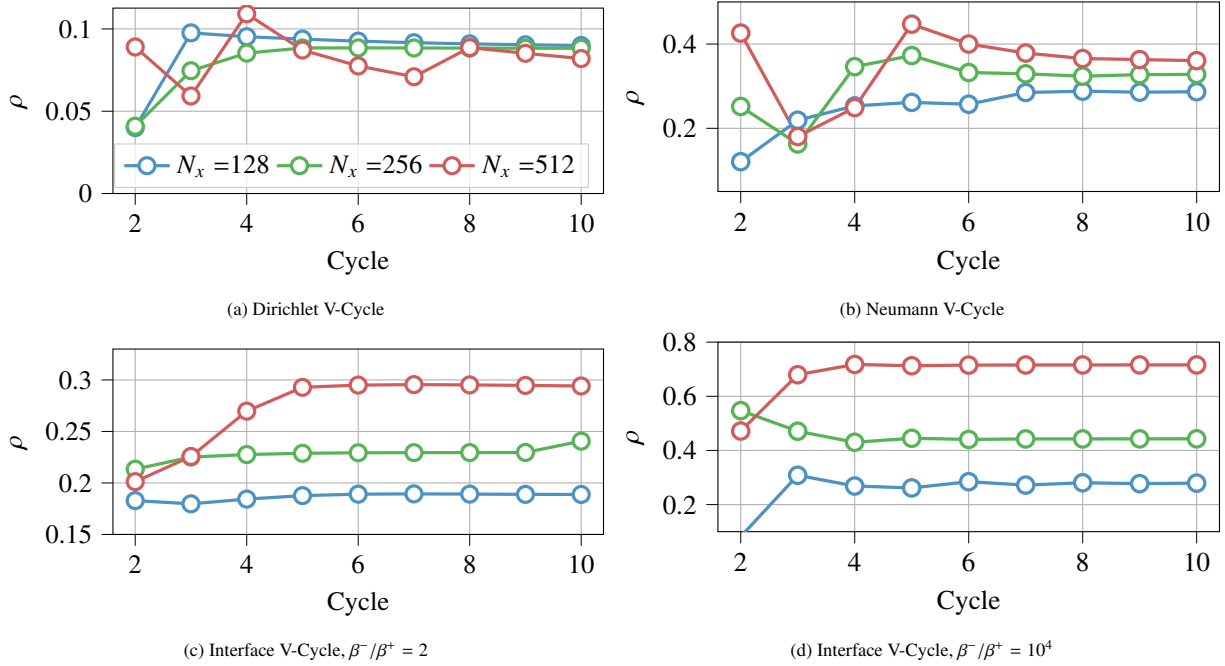 0.1
0.05
0
ρ
N_x =128 N_x =256 N_x =512
2 4 6 8 10
Cycle
(a) Dirichlet V-Cycle
0.4
0.2
ρ
2 4 6 8 10
Cycle
(b) Neumann V-Cycle
0.3
0.25
0.2
0.15
ρ
2 4 6 8 10
Cycle
(c) Interface V-Cycle, β⁻/β⁺ = 2
0.8
0.6
0.4
0.2
ρ
2 4 6 8 10
Cycle
(d) Interface V-Cycle, β⁻/β⁺ = 10⁴